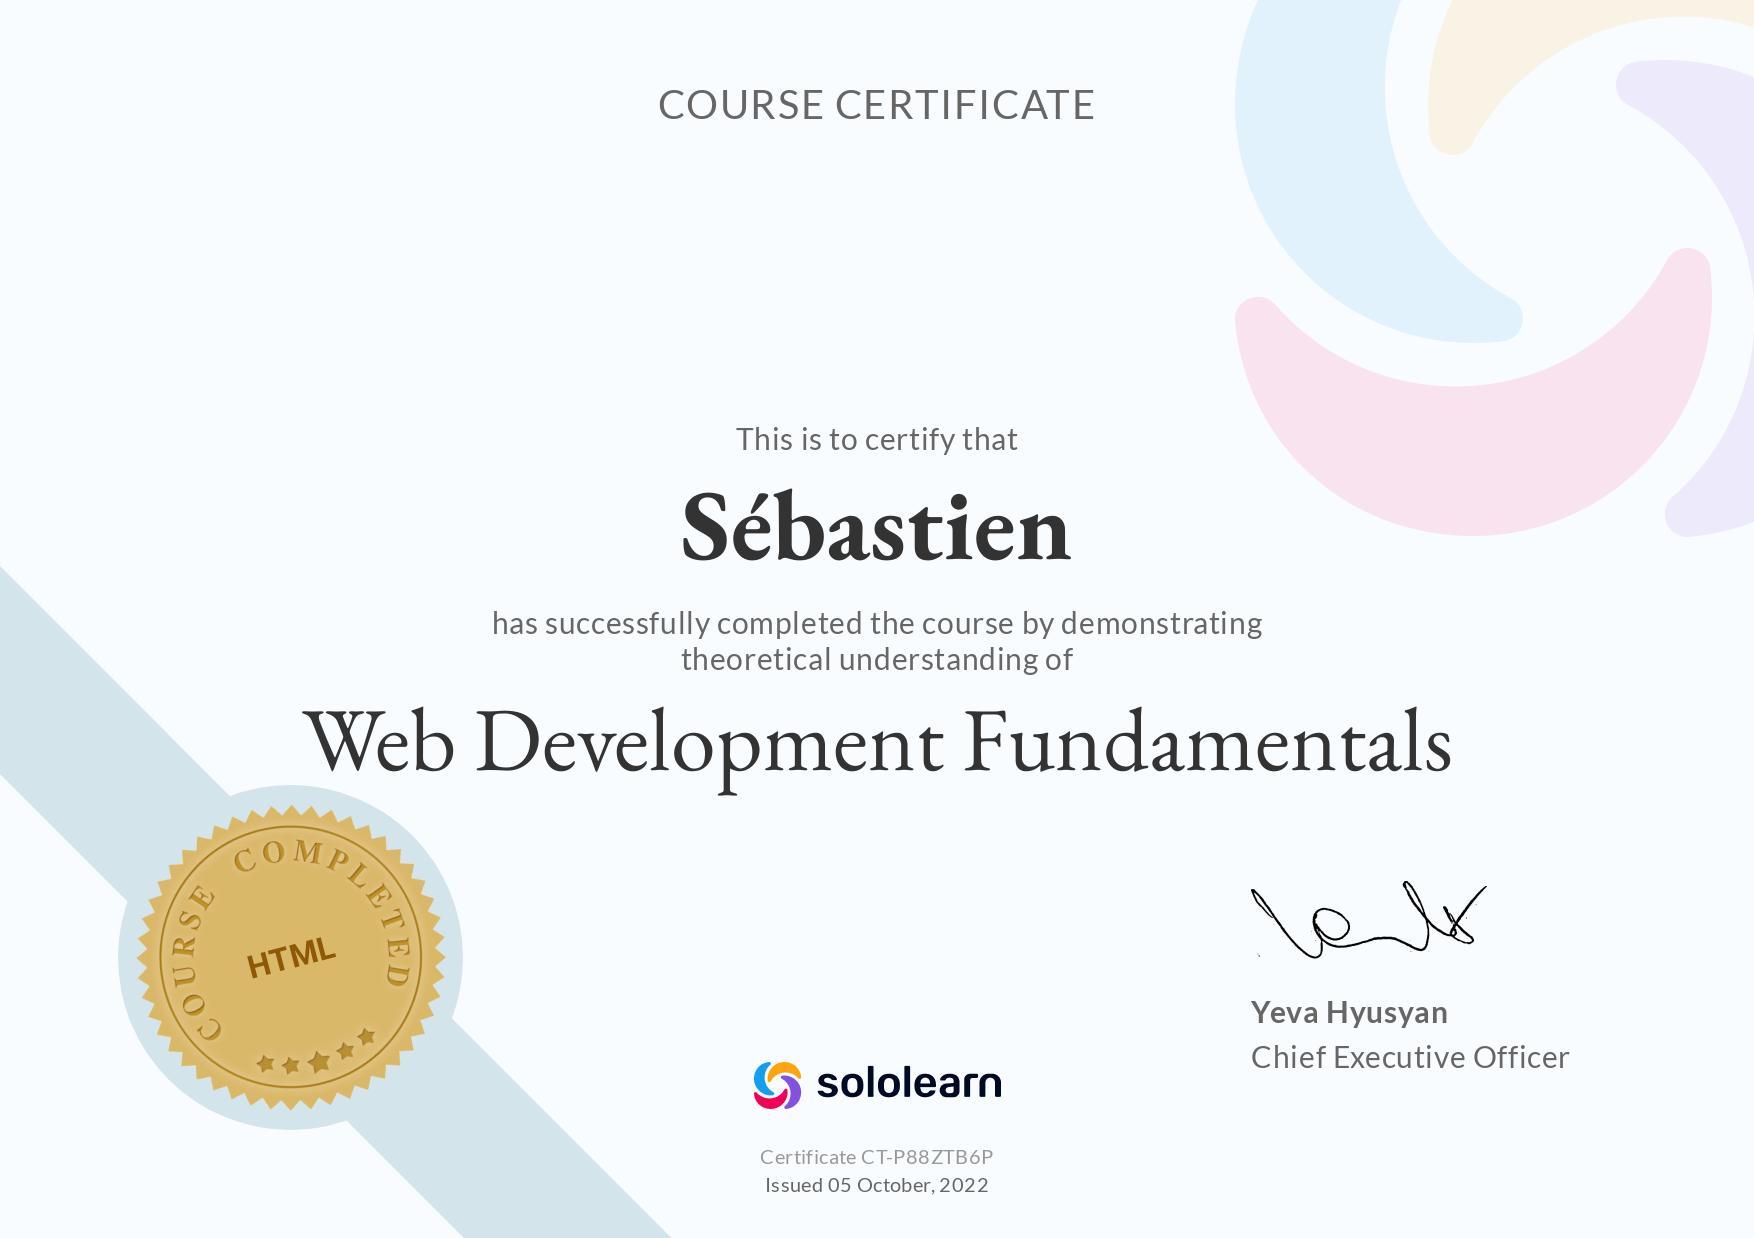 COURSE CERTIFICATE
This is to certify that
Sébastien
has successfully completed the course by demonstrating
theoretical understanding of
Web Development Fundamentals
COURSE COMPLETED
HTML
Yeva Hyusyan
Chief Executive Officer
sololearn
Certificate CT-P88ZTB6P
Issued 05 October, 2022